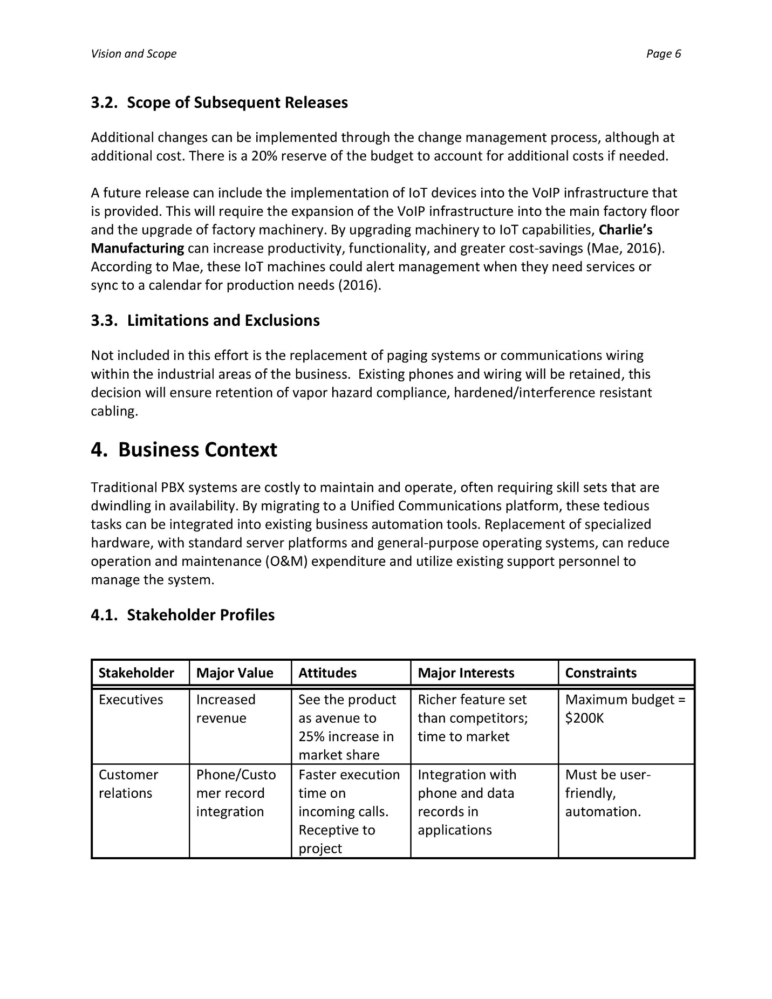 Vision and Scope Page 6
3.2. Scope of Subsequent Releases
Additional changes can be implemented through the change management process, although at
additional cost. There is a 20% reserve of the budget to account for additional costs if needed.
A future release can include the implementation of IoT devices into the VoIP infrastructure that
is provided. This will require the expansion of the VoIP infrastructure into the main factory floor
and the upgrade of factory machinery. By upgrading machinery to IoT capabilities, Charlie’s
Manufacturing can increase productivity, functionality, and greater cost-savings (Mae, 2016).
According to Mae, these IoT machines could alert management when they need services or
sync to a calendar for production needs (2016).
3.3. Limitations and Exclusions
Not included in this effort is the replacement of paging systems or communications wiring
within the industrial areas of the business.  Existing phones and wiring will be retained, this
decision will ensure retention of vapor hazard compliance, hardened/interference resistant
cabling.
4. Business Context
Traditional PBX systems are costly to maintain and operate, often requiring skill sets that are
dwindling in availability. By migrating to a Unified Communications platform, these tedious
tasks can be integrated into existing business automation tools. Replacement of specialized
hardware, with standard server platforms and general-purpose operating systems, can reduce
operation and maintenance (O&M) expenditure and utilize existing support personnel to
manage the system.
4.1. Stakeholder Profiles
Stakeholder Major Value Attitudes Major Interests Constraints
Executives Increased See the product Richer feature set Maximum budget =
revenue as avenue to than competitors; $200K
25% increase in time to market
market share
Customer Phone/Custo Faster execution Integration with Must be user-
relations mer record time on phone and data friendly,
integration incoming calls. records in automation.
Receptive to applications
project